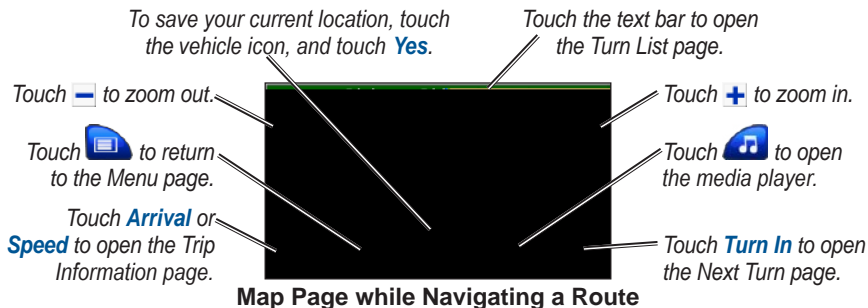 To save your current location, touch
the vehicle icon, and touch Yes.
Touch the text bar to open
the Turn List page.
Touch to zoom out.
Touch to zoom in.
Touch to return
to the Menu page.
Touch to open
the media player.
Touch Arrival or
Speed to open the Trip
Information page.
Touch Turn In to open
the Next Turn page.
Map Page while Navigating a Route